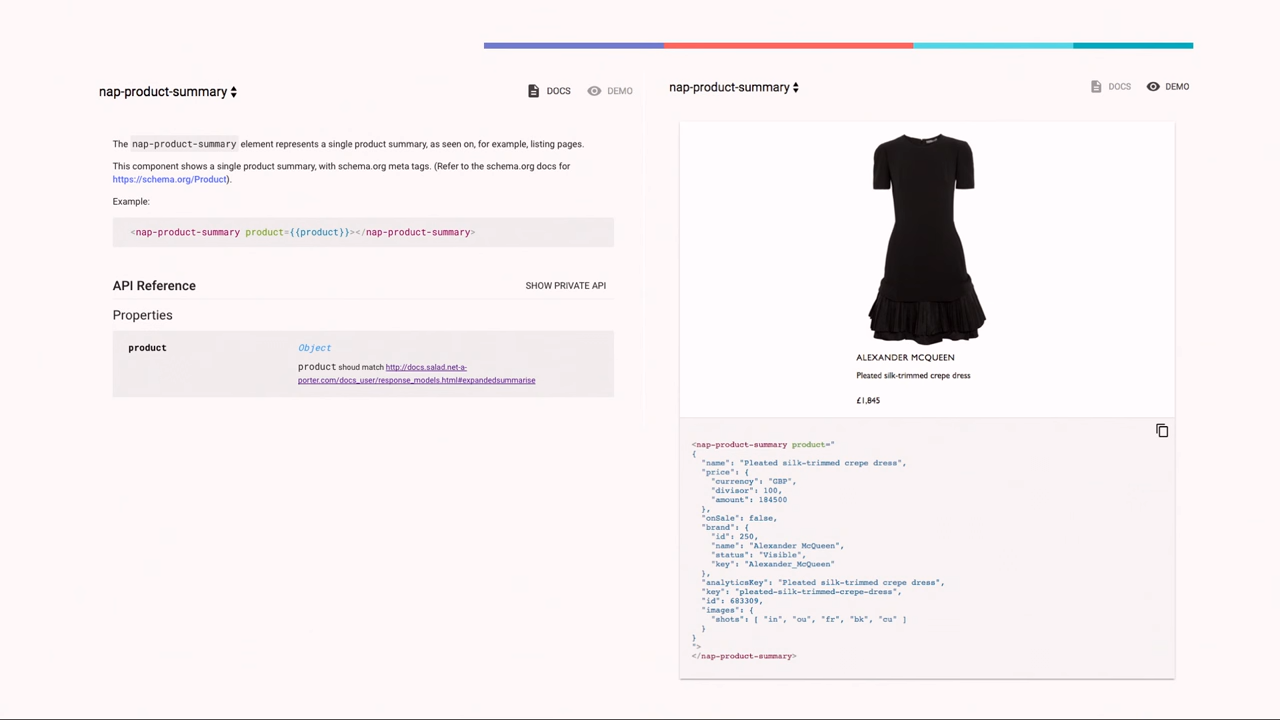 nap-product-summary
DOCS
DEMO
The nap-product-summary element represents a single product summary, as seen on, for example, listing pages.
This component shows a single product summary, with schema.org meta tags. (Refer to the schema.org docs for
https://schema.org/Product).
Example:
<nap-product-summary product={{product}}></nap-product-summary>
API Reference
SHOW PRIVATE API
Properties
product
Object
product shoud match http://docs.salad.net-a-
porter.com/docs_user/response_models.html#expandedsummarise
nap-product-summary
DOCS
DEMO
ALEXANDER MCQUEEN
Pleated silk-trimmed crepe dress
£1,845
<nap-product-summary product="
{
"name": "Pleated silk-trimmed crepe dress",
"price": {
"currency": "GBP",
"divisor": 100,
"amount": 184500
},
"onSale": false,
"brand": {
"id": 250,
"name": "Alexander McQueen",
"status": "Visible",
"key": "Alexander_McQueen"
},
"analyticsKey": "Pleated silk-trimmed crepe dress",
"key": "pleated-silk-trimmed-crepe-dress",
"id": 683309,
"images": {
"shots": [ "in", "ou", "fr", "bk", "cu" ]
}
}
">
</nap-product-summary>